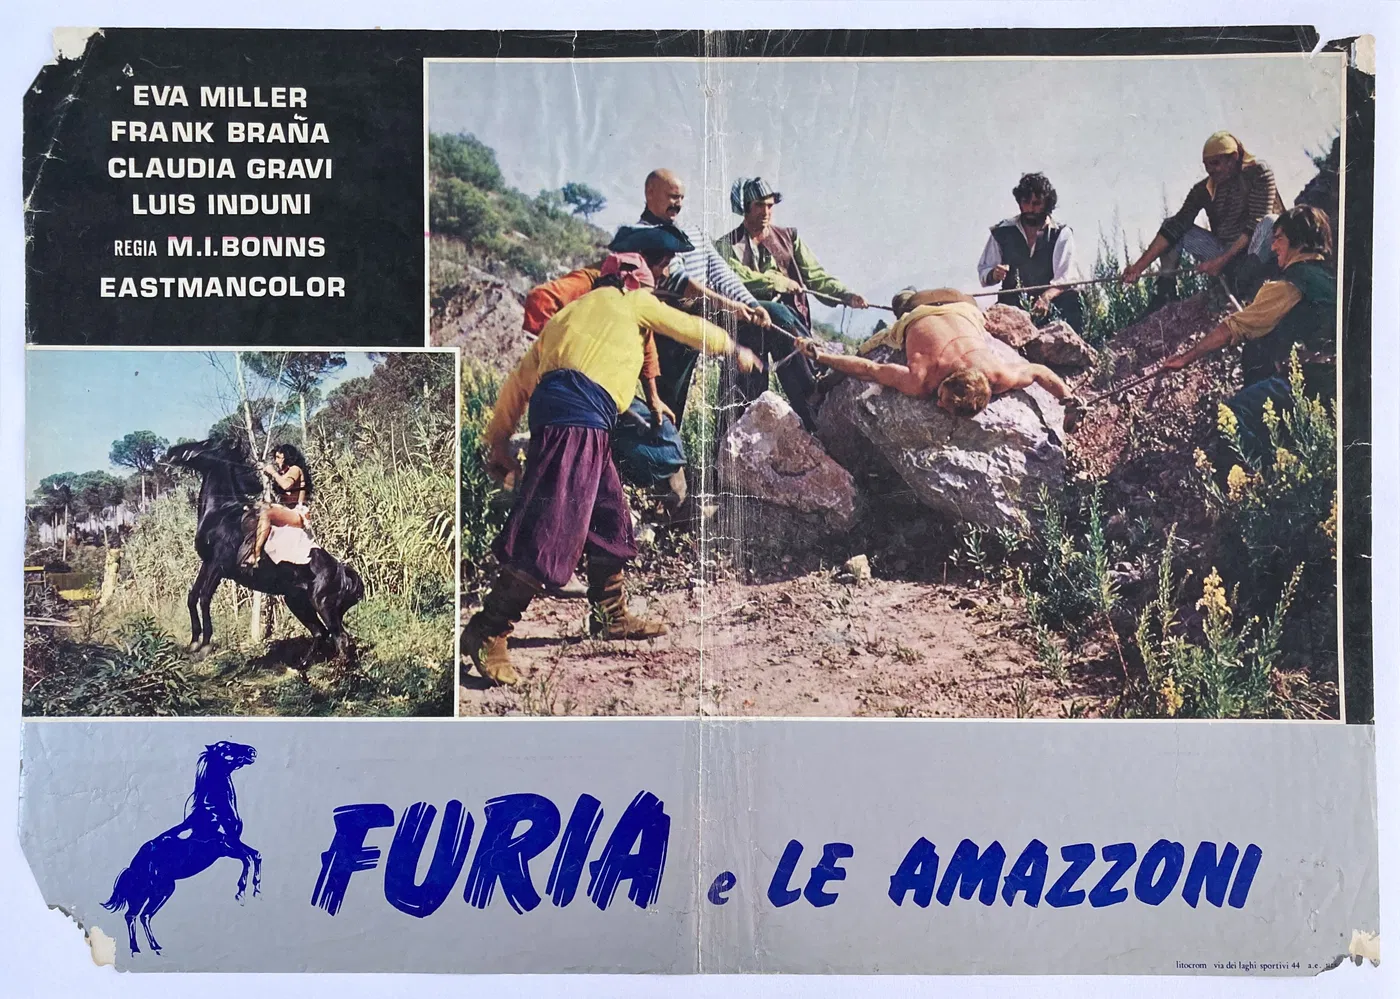 EVA MILLER
FRANK BRAÑA
CLAUDIA GRAVI
LUIS INDUNI
REGIA M.I.BONNS
EASTMANCOLOR
FURIA e LE AMAZZONI
litocrom via dei laghi sportivi 44 a.e.